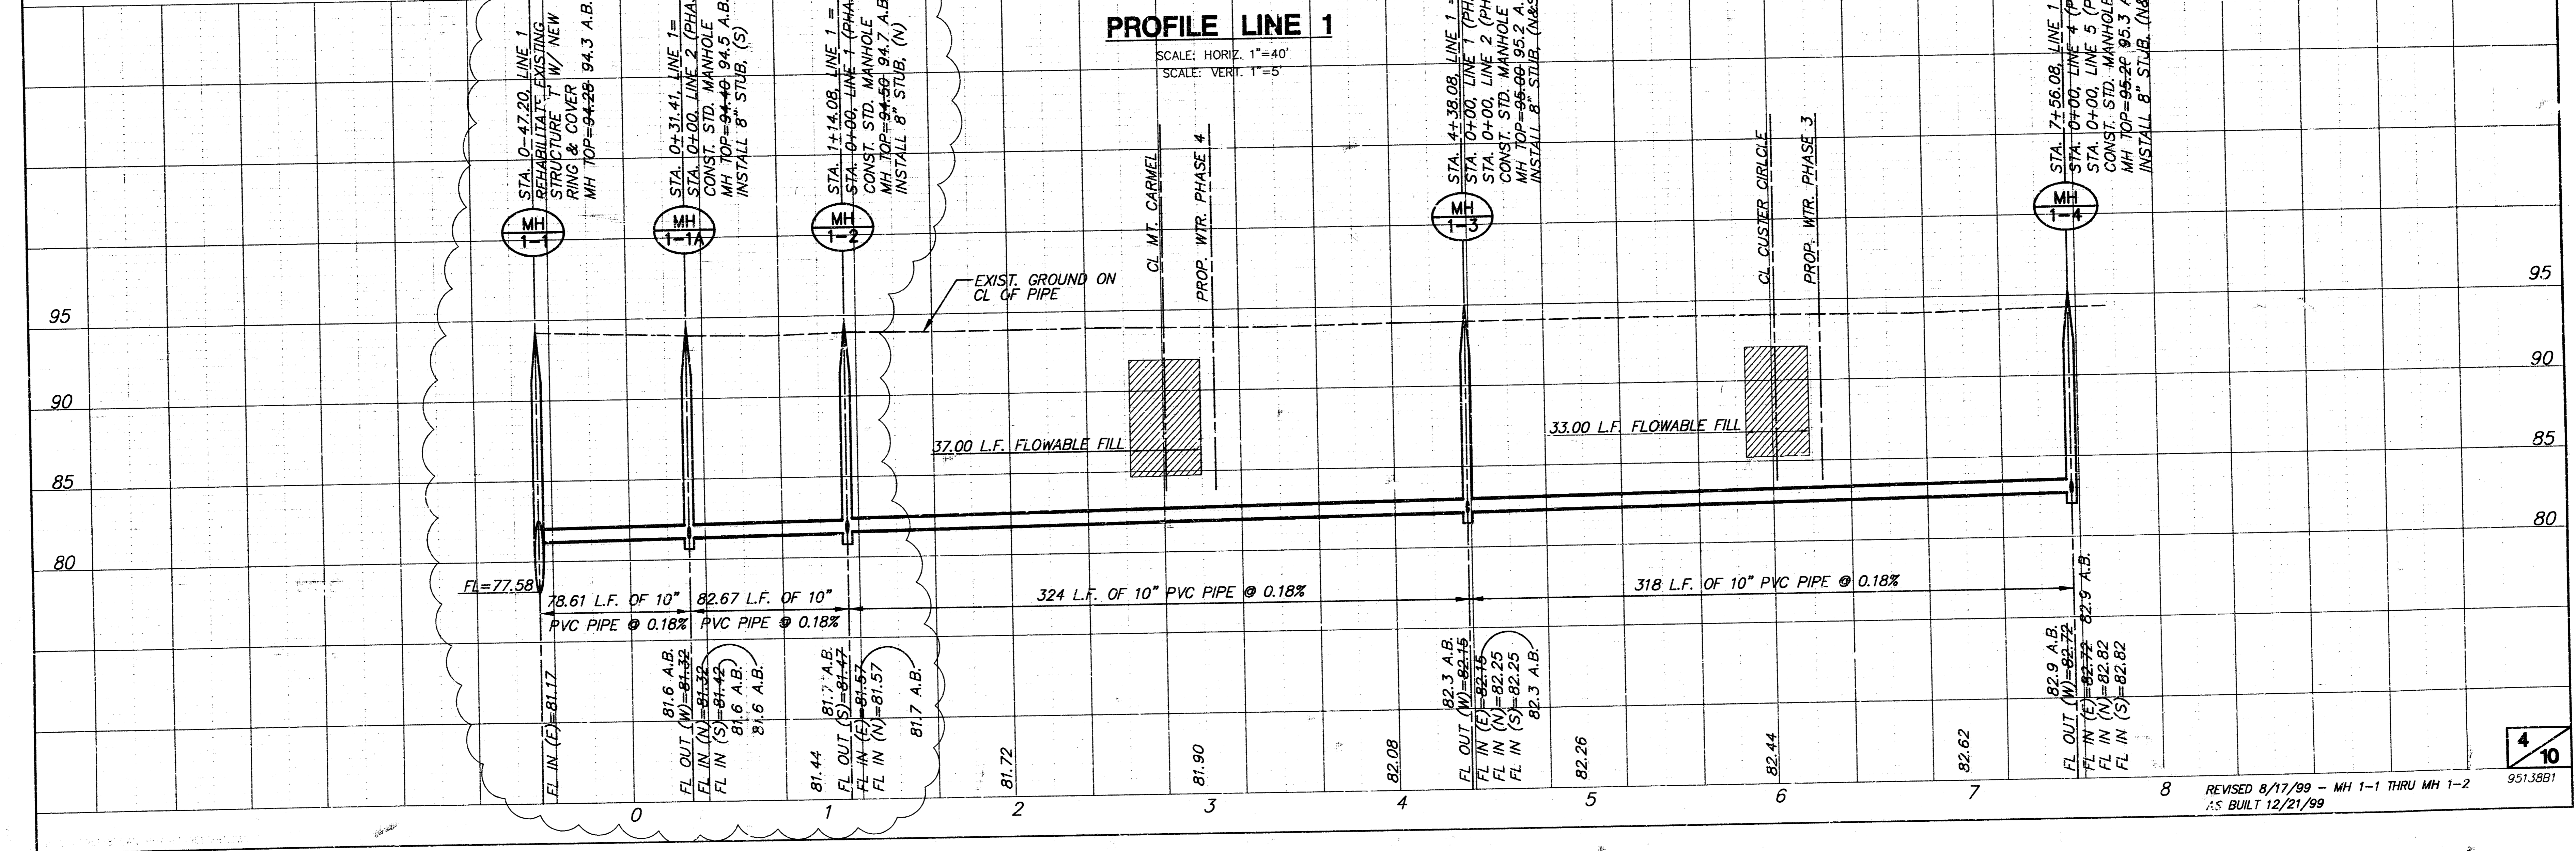 PROFILE LINE 1
SCALE: HORIZ. 1"=40'
SCALE: VERT. 1"=5'
STA. 0-47.20, LINE 1
REHABILITATE EXISTING
STRUCTURE "1" W/ NEW
RING & COVER
MH TOP=94.28 94.3 A.B.
STA. 0+31.41, LINE 1=
STA. 0+00, LINE 2 (PHA
CONST. STD. MANHOLE
MH TOP=94.40 94.5 A.B.
INSTALL 8" STUB, (S)
STA. 1+14.08, LINE 1 =
STA. 0+00, LINE 1 (PHA
CONST. STD. MANHOLE
MH TOP=94.50 94.7 A.B
INSTALL 8" STUB, (N)
STA. 4+38.08, LINE 1 =
STA. 0+00, LINE 1 (PH
STA. 0+00, LINE 2 (PH
CONST. STD. MANHOLE
MH TOP=95.00 95.2 A.
INSTALL 8" STUB, (N&S
STA. 7+56.08, LINE 1
STA. 0+00, LINE 4 (P
STA. 0+00, LINE 5 (P
CONST. STD. MANHOLE
MH TOP=95.20 95.3 A
INSTALL 8" STUB, (N&
MH
1-1
MH
1-1A
MH
1-2
MH
1-3
MH
1-4
CL MT. CARMEL
PROP. WTR. PHASE 4
CL CUSTER CIRLCLE
PROP. WTR. PHASE 3
EXIST. GROUND ON
CL OF PIPE
95
90
85
80
95
90
85
80
37.00 L.F. FLOWABLE FILL
33.00 L.F. FLOWABLE FILL
FL=77.58
78.61 L.F. OF 10"
PVC PIPE @ 0.18%
82.67 L.F. OF 10"
PVC PIPE @ 0.18%
324 L.F. OF 10" PVC PIPE @ 0.18%
318 L.F. OF 10" PVC PIPE @ 0.18%
FL IN (E)=81.17
81.6 A.B.
FL OUT (W)=81.32
FL IN (N)=81.32
FL IN (S)=81.42
81.6 A.B.
81.6 A.B.
81.44
81.7 A.B.
FL OUT (S)=81.47
FL IN (E)=81.57
FL IN (N)=81.57
81.7 A.B.
81.72
81.90
82.08
82.3 A.B.
FL OUT (W)=82.15
FL IN (E)=82.15
FL IN (N)=82.25
FL IN (S)=82.25
82.3 A.B.
82.26
82.44
82.62
82.9 A.B.
FL OUT (W)=82.72
FL IN (E)=82.72 82.9 A.B.
FL IN (N)=82.82
FL IN (S)=82.82
0
1
2
3
4
5
6
7
8
4
10
95138B1
REVISED 8/17/99 - MH 1-1 THRU MH 1-2
AS BUILT 12/21/99